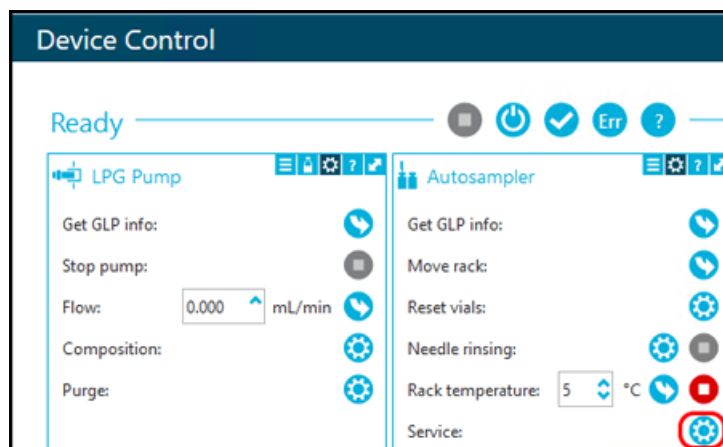 Device Control
Ready
Err ?
LPG Pump ?
Get GLP info:
Stop pump:
Flow: 0.000 mL/min
Composition:
Purge:
Autosampler ?
Get GLP info:
Move rack:
Reset vials:
Needle rinsing:
Rack temperature: 5 °C
Service: